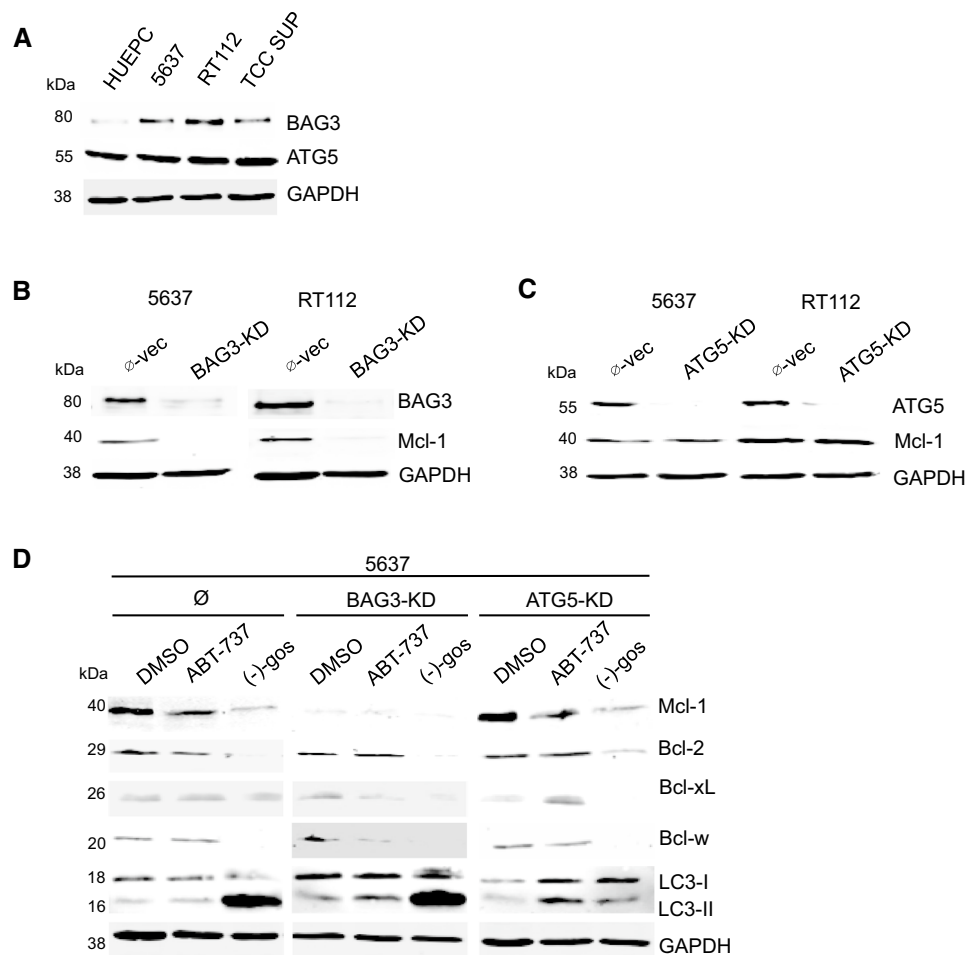 A
HUEPC 5637 RT112 TCC SUP
kDa
80 BAG3
55 ATG5
38 GAPDH
B
5637 RT112
ø-vec BAG3-KD ø-vec BAG3-KD
kDa
80 BAG3
40 Mcl-1
38 GAPDH
C
5637 RT112
ø-vec ATG5-KD ø-vec ATG5-KD
kDa
55 ATG5
40 Mcl-1
38 GAPDH
D
5637
Ø BAG3-KD ATG5-KD
DMSO ABT-737 (-)-gos DMSO ABT-737 (-)-gos DMSO ABT-737 (-)-gos
kDa
40 Mcl-1
29 Bcl-2
26 Bcl-xL
20 Bcl-w
18 LC3-I
16 LC3-II
38 GAPDH